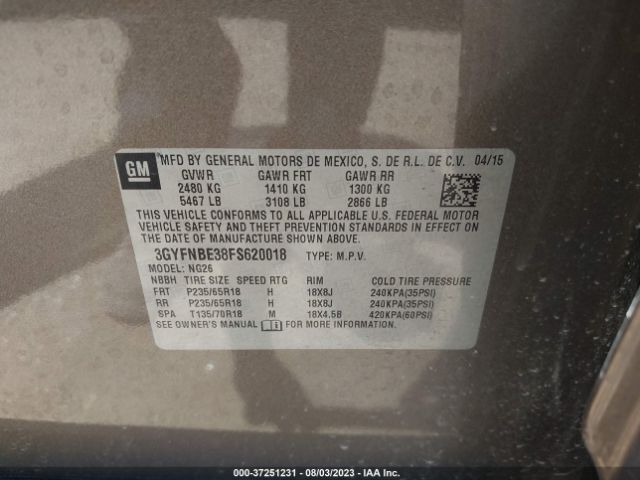 GM
MFD BY GENERAL MOTORS DE MEXICO, S. DE R.L. DE C.V. 04/15
GVWR GAWR FRT GAWR RR
2480 KG 1410 KG 1300 KG
5467 LB 3108 LB 2866 LB
THIS VEHICLE CONFORMS TO ALL APPLICABLE U.S. FEDERAL MOTOR
VEHICLE SAFETY AND THEFT PREVENTION STANDARDS IN EFFECT ON
THE DATE OF MANUFACTURE SHOWN ABOVE.
3GYFNBE38FS620018 TYPE: M.P.V.
MODEL: NG26
NBBH TIRE SIZE SPEED RTG RIM COLD TIRE PRESSURE
FRT P235/65R18 H 18X8J 240KPA(35PSI)
RR P235/65R18 H 18X8J 240KPA(35PSI)
SPA T135/70R18 M 18X4.5B 420KPA(60PSI)
SEE OWNER'S MANUAL FOR MORE INFORMATION.
000-37251231 - 08/03/2023 - IAA Inc.